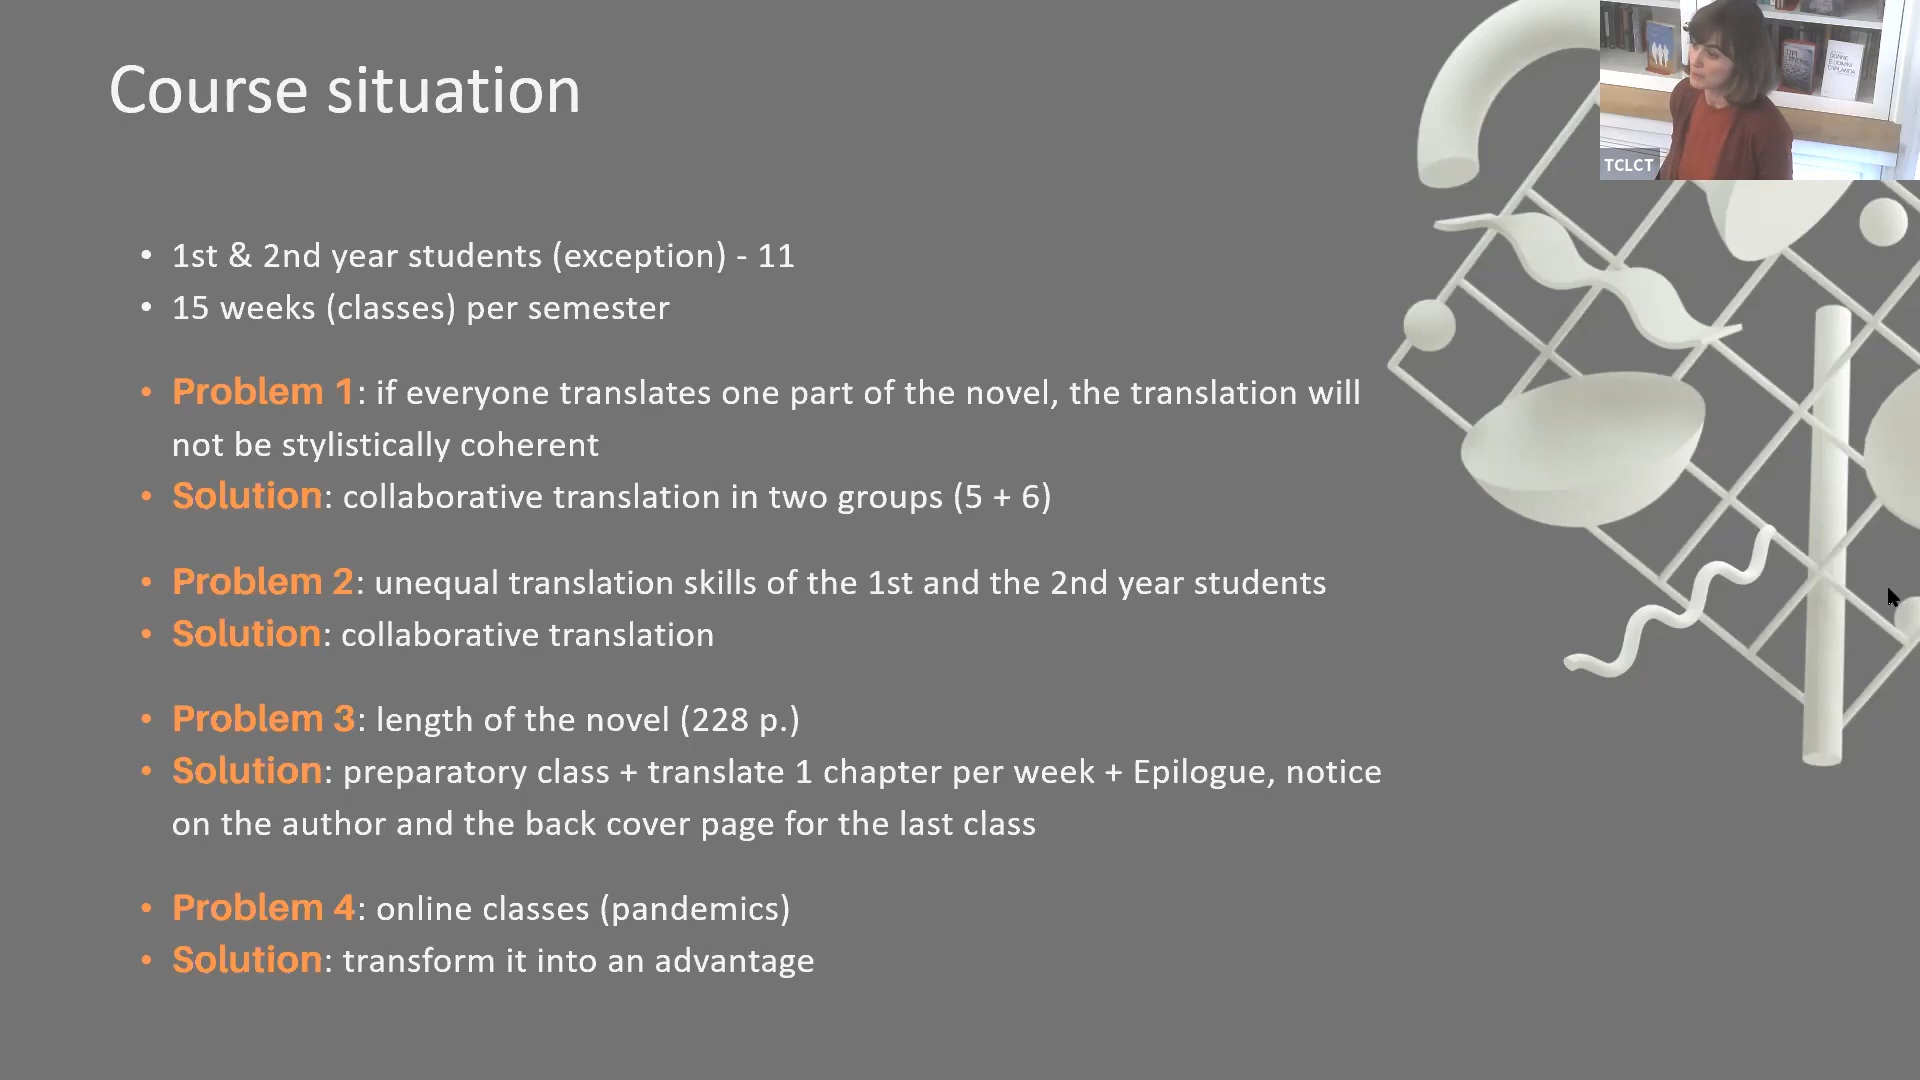 Course situation
TCLCT
• 1st & 2nd year students (exception) - 11
• 15 weeks (classes) per semester
• Problem 1: if everyone translates one part of the novel, the translation will
not be stylistically coherent
• Solution: collaborative translation in two groups (5 + 6)
• Problem 2: unequal translation skills of the 1st and the 2nd year students
• Solution: collaborative translation
• Problem 3: length of the novel (228 p.)
• Solution: preparatory class + translate 1 chapter per week + Epilogue, notice
on the author and the back cover page for the last class
• Problem 4: online classes (pandemics)
• Solution: transform it into an advantage